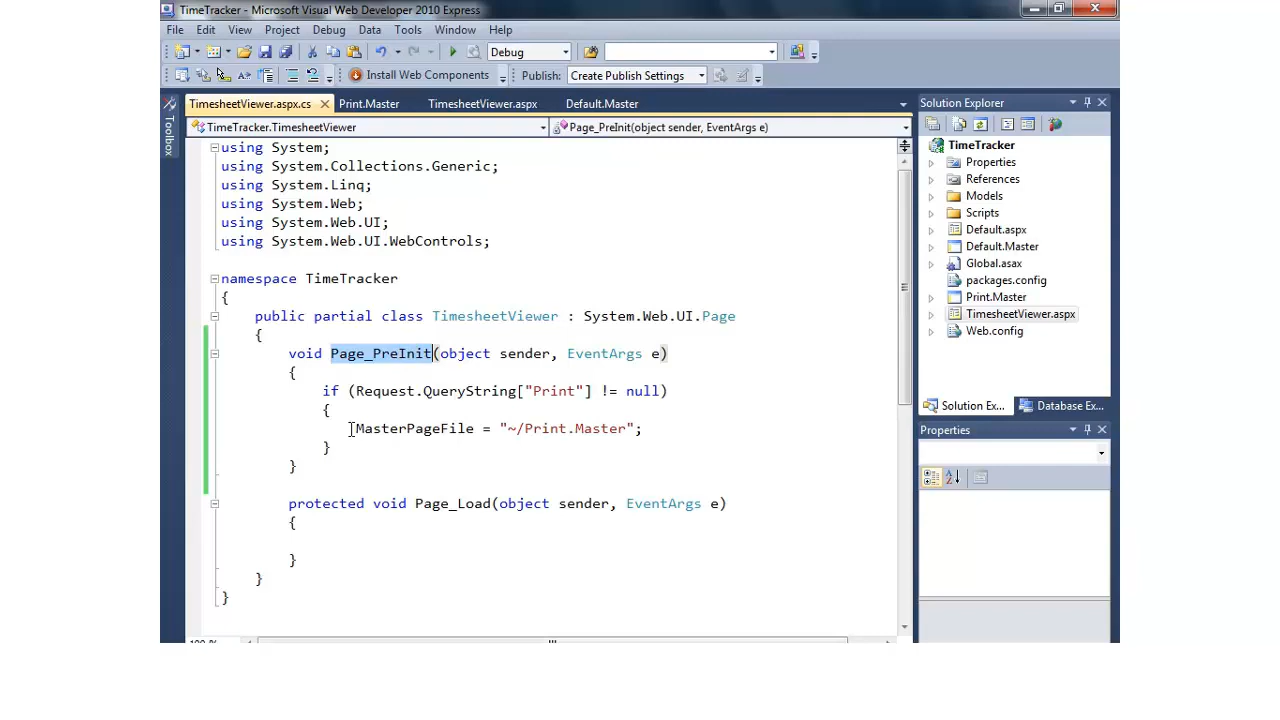 TimeTracker - Microsoft Visual Web Developer 2010 Express
File Edit View Project Debug Data Tools Window Help
Debug
Install Web Components Publish: Create Publish Settings
TimesheetViewer.aspx.cs Print.Master TimesheetViewer.aspx Default.Master
TimeTracker.TimesheetViewer Page_PreInit(object sender, EventArgs e)
Toolbox
using System;
using System.Collections.Generic;
using System.Linq;
using System.Web;
using System.Web.UI;
using System.Web.UI.WebControls;
namespace TimeTracker
{
public partial class TimesheetViewer : System.Web.UI.Page
{
void Page_PreInit(object sender, EventArgs e)
{
if (Request.QueryString["Print"] != null)
{
MasterPageFile = "~/Print.Master";
}
}
protected void Page_Load(object sender, EventArgs e)
{
}
}
}
Solution Explorer
TimeTracker
Properties
References
Models
Scripts
Default.aspx
Default.Master
Global.asax
packages.config
Print.Master
TimesheetViewer.aspx
Web.config
Solution Ex... Database Ex...
Properties